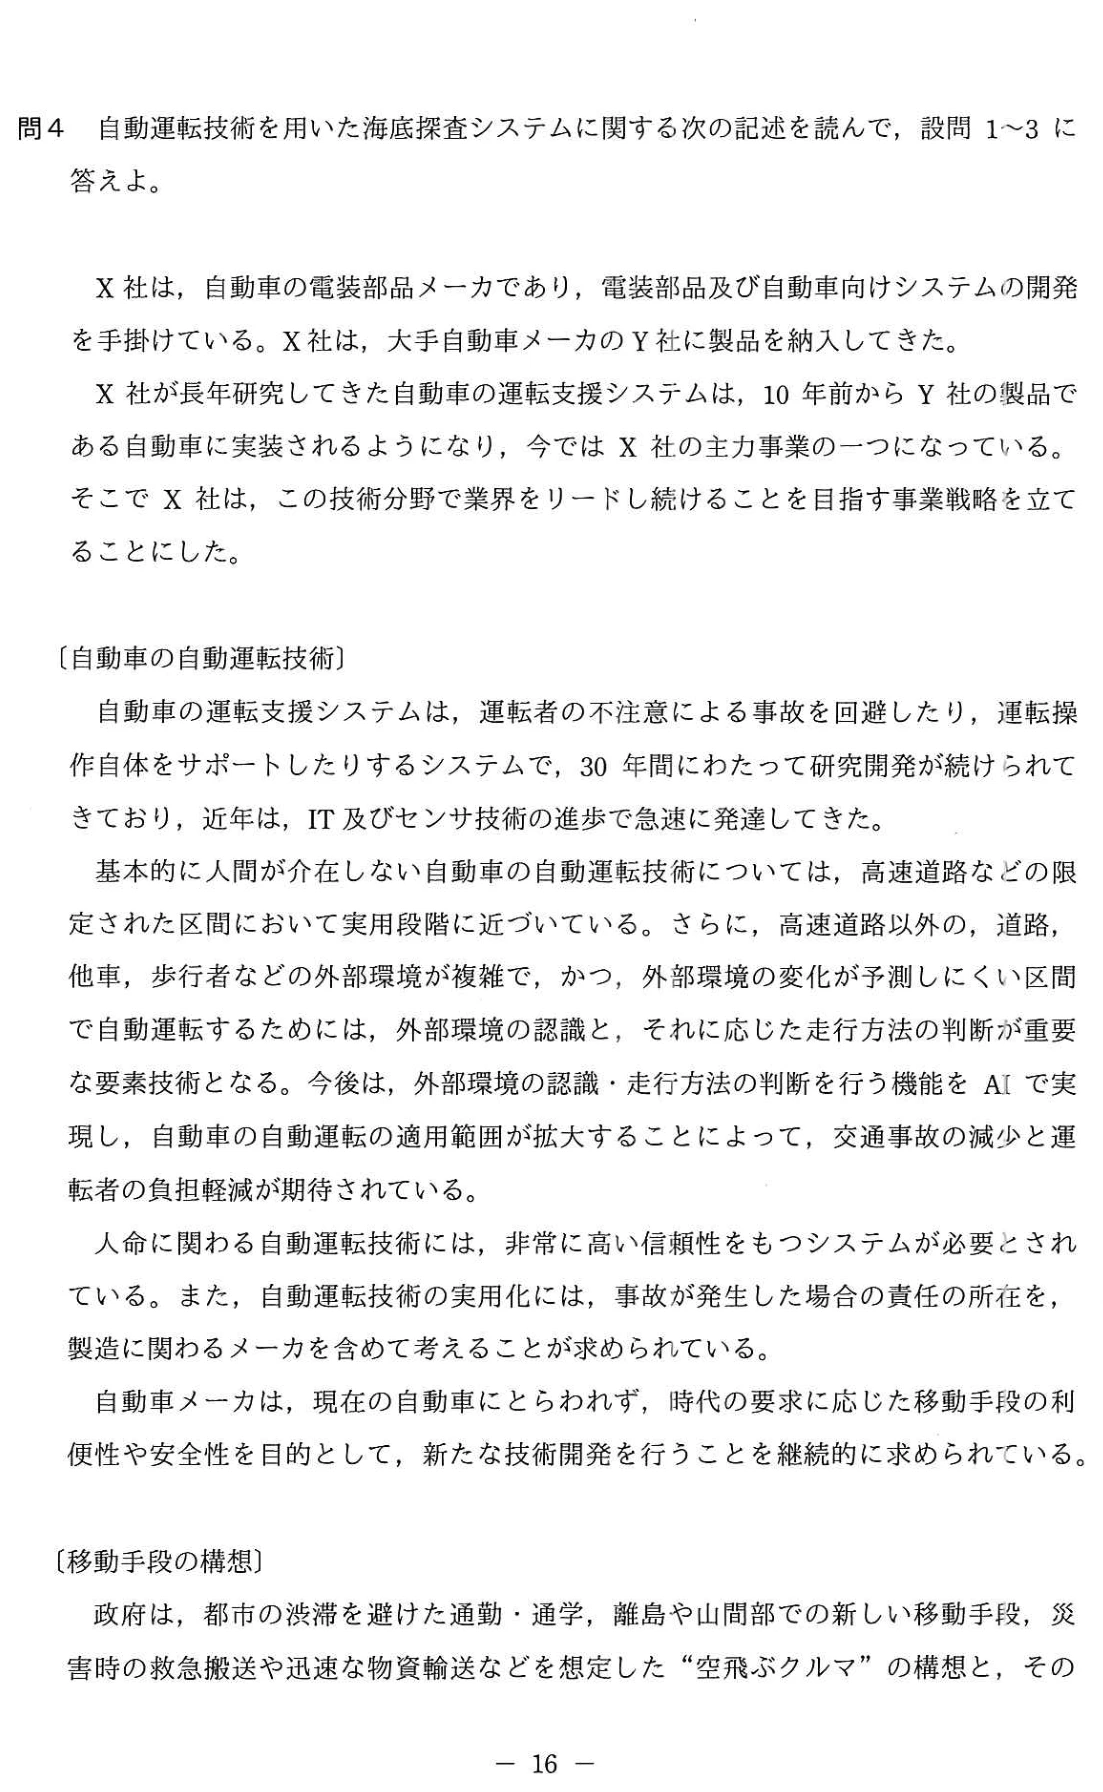 問4 自動運転技術を用いた海底探査システムに関する次の記述を読んで，設問 1～3 に
答えよ。
X 社は，自動車の電装部品メーカであり，電装部品及び自動車向けシステムの開発
を手掛けている。X 社は，大手自動車メーカの Y 社に製品を納入してきた。
X 社が長年研究してきた自動車の運転支援システムは，10 年前から Y 社の製品で
ある自動車に実装されるようになり，今では X 社の主力事業の一つになっている。
そこで X 社は，この技術分野で業界をリードし続けることを目指す事業戦略を立て
ることにした。
〔自動車の自動運転技術〕
自動車の運転支援システムは，運転者の不注意による事故を回避したり，運転操
作自体をサポートしたりするシステムで，30 年間にわたって研究開発が続けられて
きており，近年は，IT 及びセンサ技術の進歩で急速に発達してきた。
基本的に人間が介在しない自動車の自動運転技術については，高速道路などの限
定された区間において実用段階に近づいている。さらに，高速道路以外の，道路，
他車，歩行者などの外部環境が複雑で，かつ，外部環境の変化が予測しにくい区間
で自動運転するためには，外部環境の認識と，それに応じた走行方法の判断が重要
な要素技術となる。今後は，外部環境の認識・走行方法の判断を行う機能を AI で実
現し，自動車の自動運転の適用範囲が拡大することによって，交通事故の減少と運
転者の負担軽減が期待されている。
人命に関わる自動運転技術には，非常に高い信頼性をもつシステムが必要とされ
ている。また，自動運転技術の実用化には，事故が発生した場合の責任の所在を，
製造に関わるメーカを含めて考えることが求められている。
自動車メーカは，現在の自動車にとらわれず，時代の要求に応じた移動手段の利
便性や安全性を目的として，新たな技術開発を行うことを継続的に求められている。
〔移動手段の構想〕
政府は，都市の渋滞を避けた通勤・通学，離島や山間部での新しい移動手段，災
害時の救急搬送や迅速な物資輸送などを想定した“空飛ぶクルマ”の構想と，その
－ 16 －